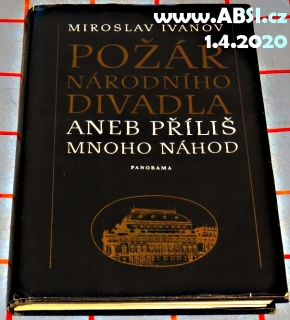 www.ABSI.cz
1.4.2020
MIROSLAV IVANOV
POŽÁR
NÁRODNÍHO
DIVADLA
ANEB PŘÍLIŠ
MNOHO NÁHOD
PANORAMA